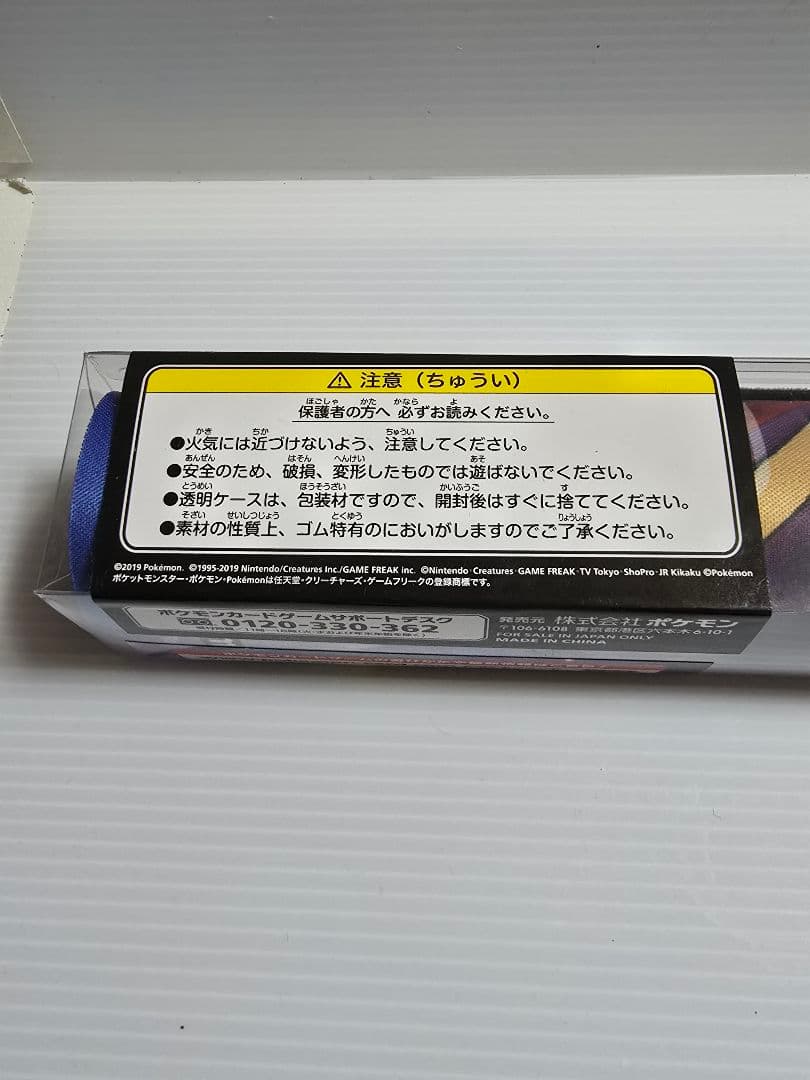 ⚠ 注意（ちゅうい）
保護者の方へ 必ずお読みください。
●火気には近づけないよう、注意してください。
●安全のため、破損、変形したものでは遊ばないでください。
●透明ケースは、包装材ですので、開封後はすぐに捨ててください。
●素材の性質上、ゴム特有のにおいがしますのでご了承ください。
©2019 Pokémon. ©1995-2019 Nintendo/Creatures Inc./GAME FREAK inc. ©Nintendo・Creatures・GAME FREAK・TV Tokyo・ShoPro・JR Kikaku ©Pokémon
ポケットモンスター・ポケモン・Pokémonは任天堂・クリーチャーズ・ゲームフリークの登録商標です。
ポケモンカードゲームサポートデスク
0120-330-362
発売元 株式会社 ポケモン
〒106-6108 東京都港区六本木6-10-1
FOR SALE IN JAPAN ONLY
MADE IN CHINA